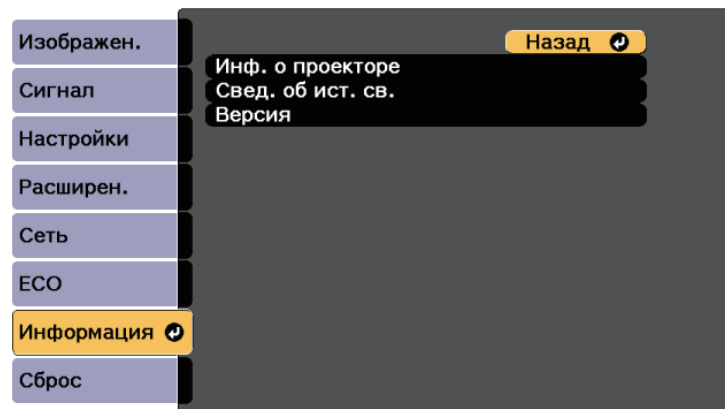 Изображен.
Сигнал
Настройки
Расширен.
Сеть
ECO
Информация
Сброс
Назад
Инф. о проекторе
Свед. об ист. св.
Версия